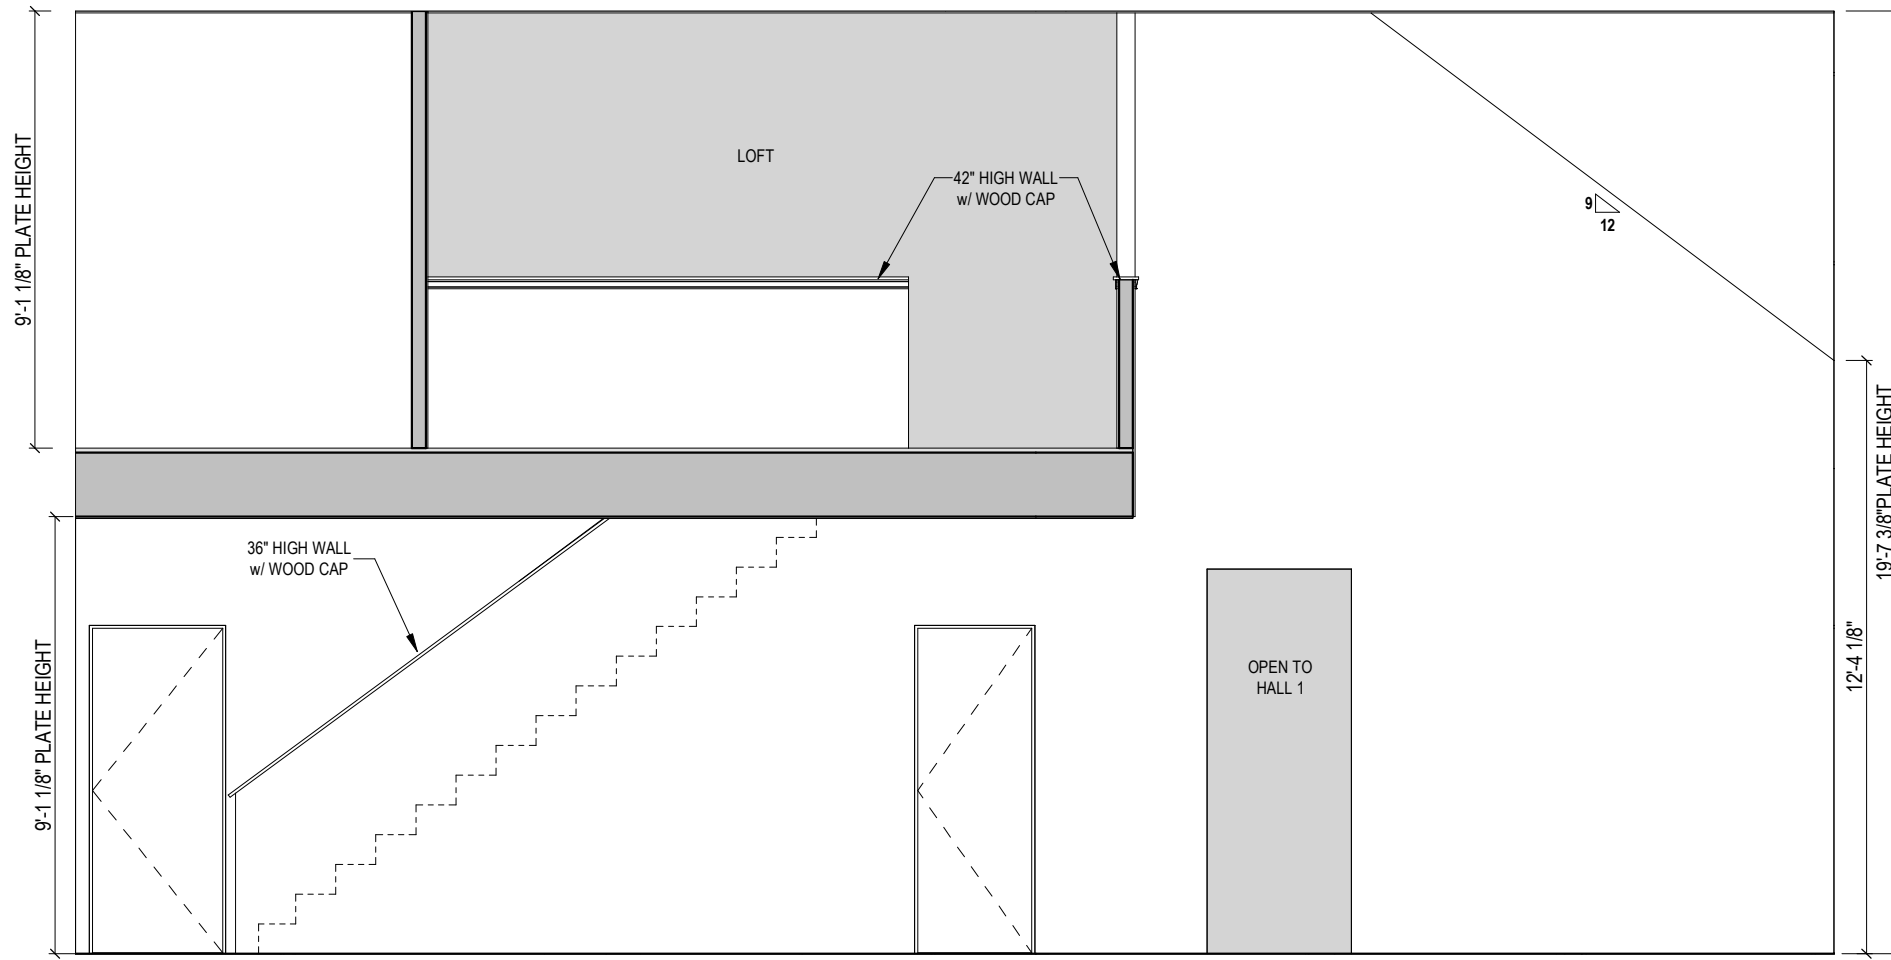 9'-1 1/8" PLATE HEIGHT
LOFT
42" HIGH WALL
w/ WOOD CAP
9
12
36" HIGH WALL
w/ WOOD CAP
9'-1 1/8" PLATE HEIGHT
OPEN TO
HALL 1
12'-4 1/8"
19'-7 3/8"PLATE HEIGHT